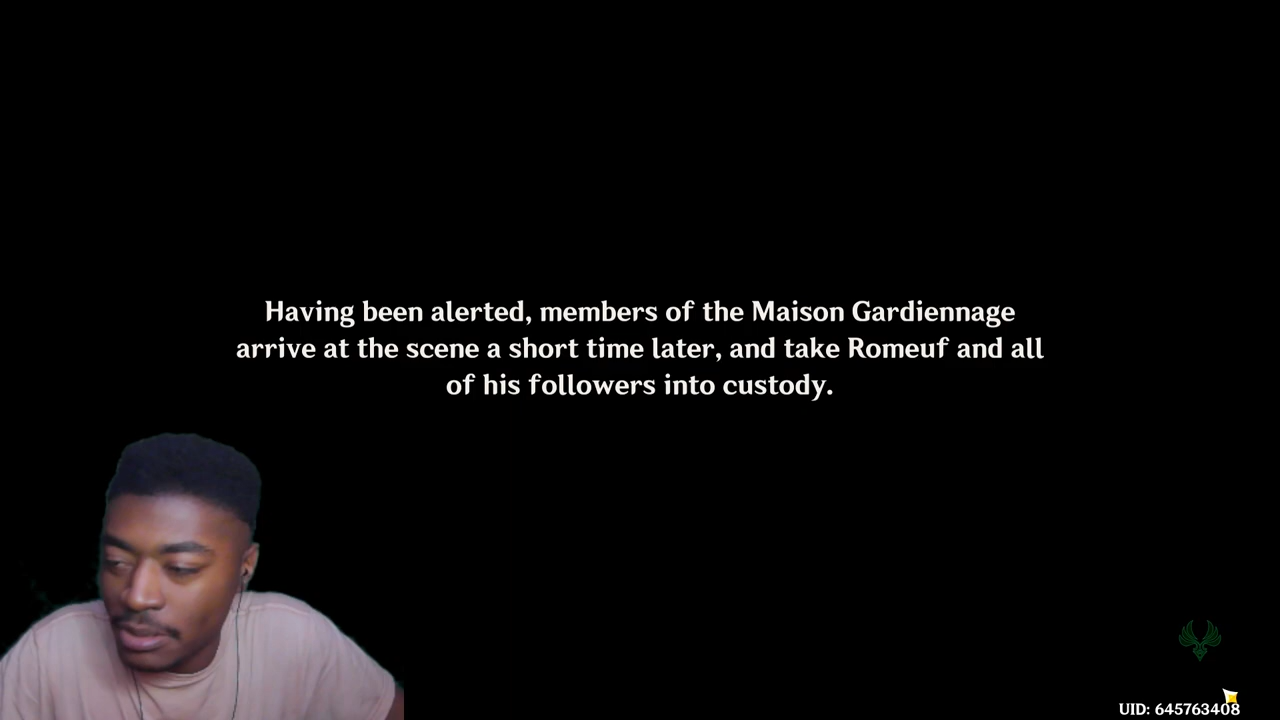 Having been alerted, members of the Maison Gardiennage
arrive at the scene a short time later, and take Romeuf and all
of his followers into custody.
UID: 645763408